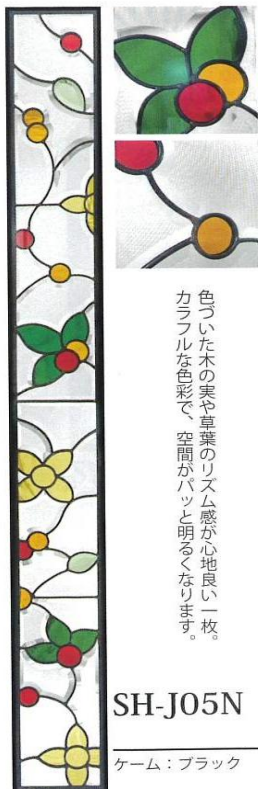 色づいた木の実や草葉のリズム感が心地良い一枚。
カラフルな色彩で、空間がパッと明るくなります。
SH-J05N
ケーム：ブラック